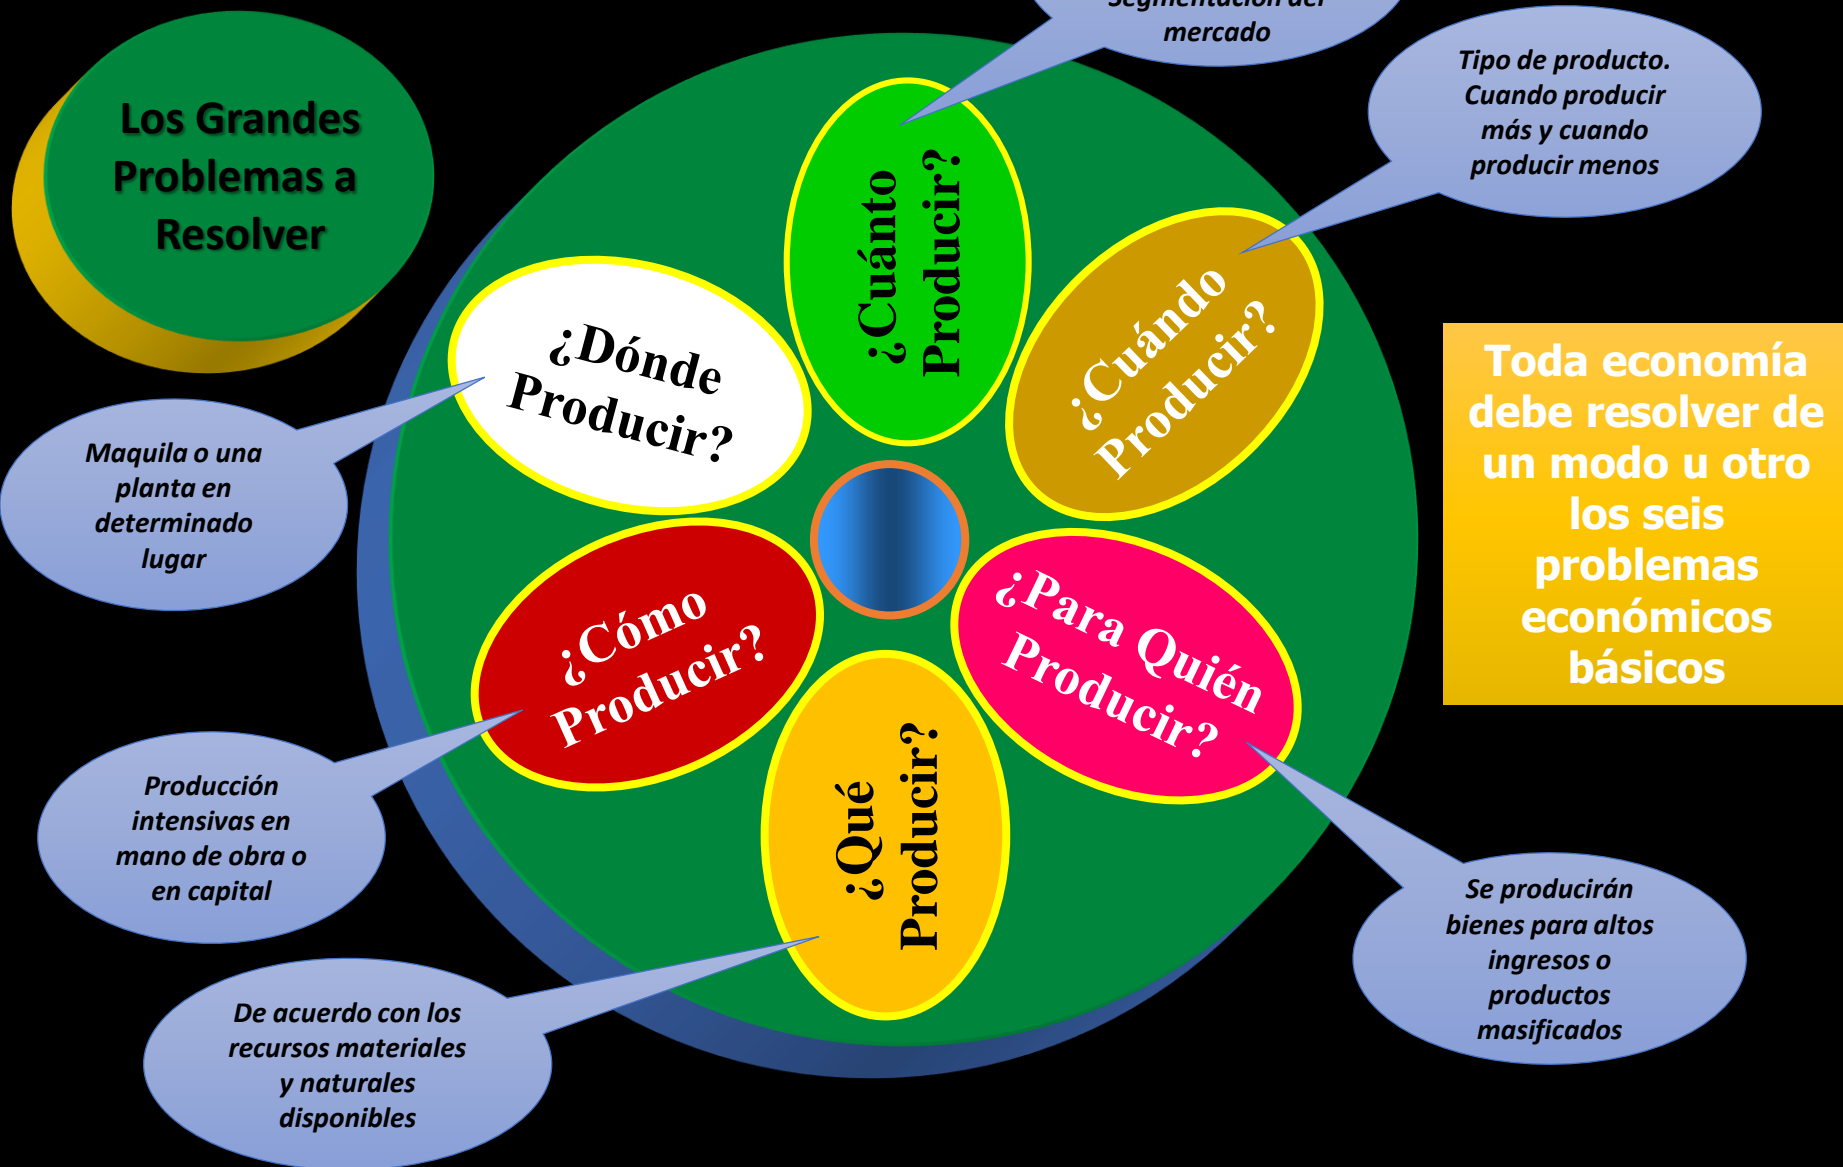 Los Grandes
Problemas a
Resolver
Segmentación del
mercado
Tipo de producto.
Cuando producir
más y cuando
producir menos
¿Cuánto
Producir?
¿Cuándo
Producir?
¿Dónde
Producir?
Maquila o una
planta en
determinado
lugar
Toda economía
debe resolver de
un modo u otro
los seis
problemas
económicos
básicos
¿Cómo
Producir?
¿Para Quién
Producir?
¿Qué
Producir?
Producción
intensivas en
mano de obra o
en capital
Se producirán
bienes para altos
ingresos o
productos
masificados
De acuerdo con los
recursos materiales
y naturales
disponibles